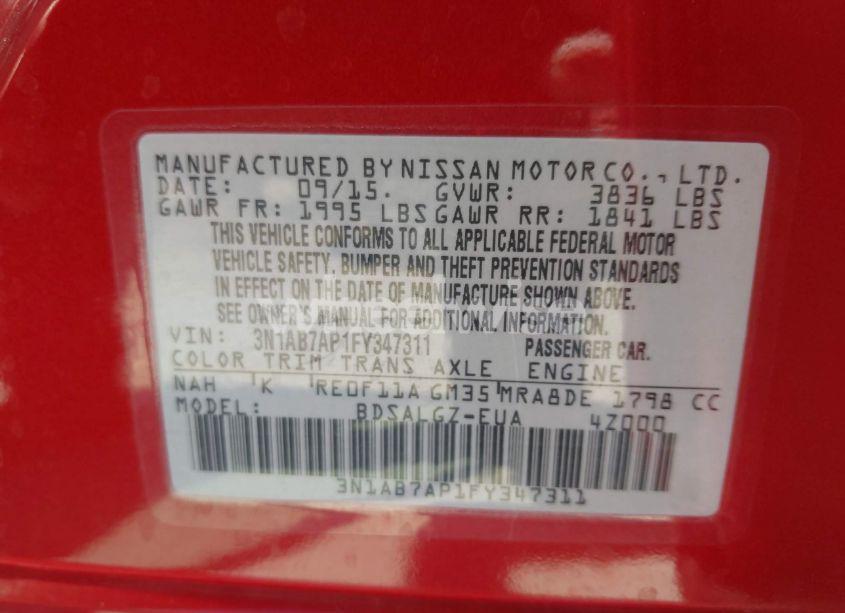 MANUFACTURED BY NISSAN MOTOR CO., LTD.
DATE: 09/15. GVWR: 3836 LBS
GAWR FR: 1995 LBS GAWR RR: 1841 LBS
THIS VEHICLE CONFORMS TO ALL APPLICABLE FEDERAL MOTOR
VEHICLE SAFETY, BUMPER AND THEFT PREVENTION STANDARDS
IN EFFECT ON THE DATE OF MANUFACTURE SHOWN ABOVE.
SEE OWNER'S MANUAL FOR ADDITIONAL INFORMATION.
VIN: 3N1AB7AP1FY347311 PASSENGER CAR.
COLOR TRIM TRANS AXLE ENGINE
NAH K RE0F11A GM35 MRA8DE 1798 CC
MODEL: BDSALGZ-EUA 4Z000
3N1AB7AP1FY347311